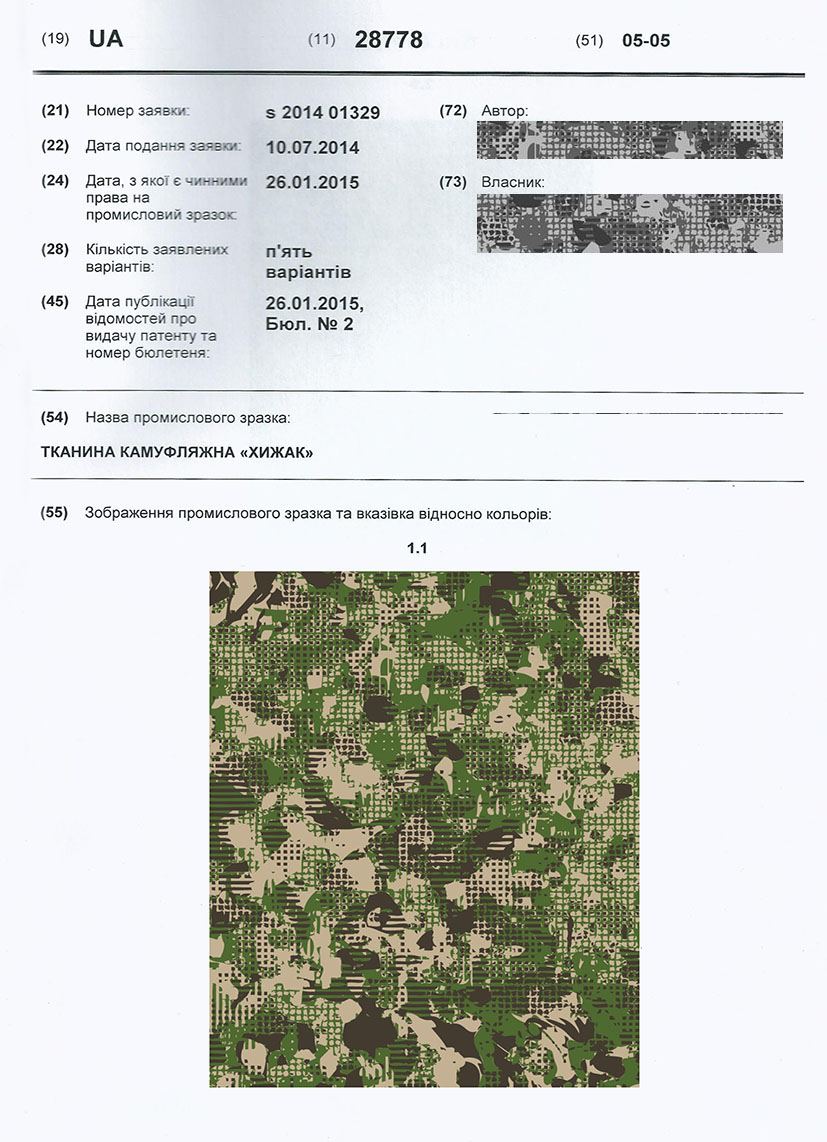 (19) UA (11) 28778 (51) 05-05
(21) Номер заявки: s 2014 01329
(22) Дата подання заявки: 10.07.2014
(24) Дата, з якої є чинними 26.01.2015
права на
промисловий зразок:
(28) Кількість заявлених п'ять
варіантів: варіантів
(45) Дата публікації 26.01.2015,
відомостей про Бюл. № 2
видачу патенту та
номер бюлетеня:
(72) Автор:
(73) Власник:
(54) Назва промислового зразка:
ТКАНИНА КАМУФЛЯЖНА «ХИЖАК»
(55) Зображення промислового зразка та вказівка відносно кольорів:
1.1